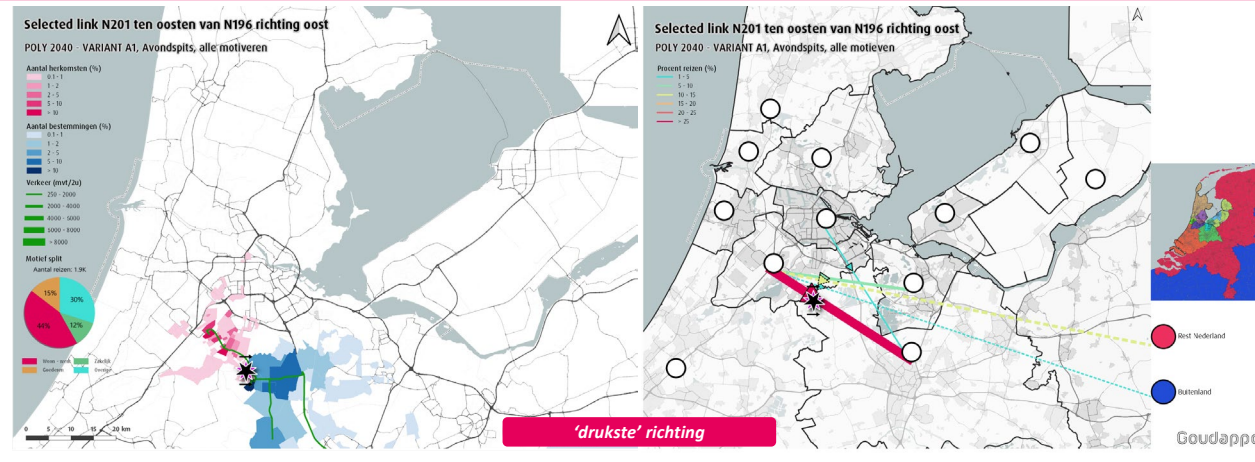 Selected link N201 ten oosten van N196 richting oost
POLY 2040 - VARIANT A1, Avondspits, alle motiveren
Aantal herkomsten (%)
0.1 - 1
1 - 2
2 - 5
5 - 10
> 10
Aantal bestemmingen (%)
0.1 - 1
1 - 2
2 - 5
5 - 10
> 10
Verkeer (mvt/2u)
250 - 2000
2000 - 4000
4000 - 6000
6000 - 8000
> 8000
Motief split
Aantal reizen: 1.9K
15%
30%
44%
12%
Woon - werk
Zakelijk
Goederen
Overige
0 5 10 15 20 km
Selected link N201 ten oosten van N196 richting oost
POLY 2040 - VARIANT A1, Avondspits, alle motieven
Procent reizen (%)
1 - 5
5 - 10
10 - 15
15 - 20
20 - 25
> 25
Rest Nederland
Buitenland
'drukste' richting
Goudappe